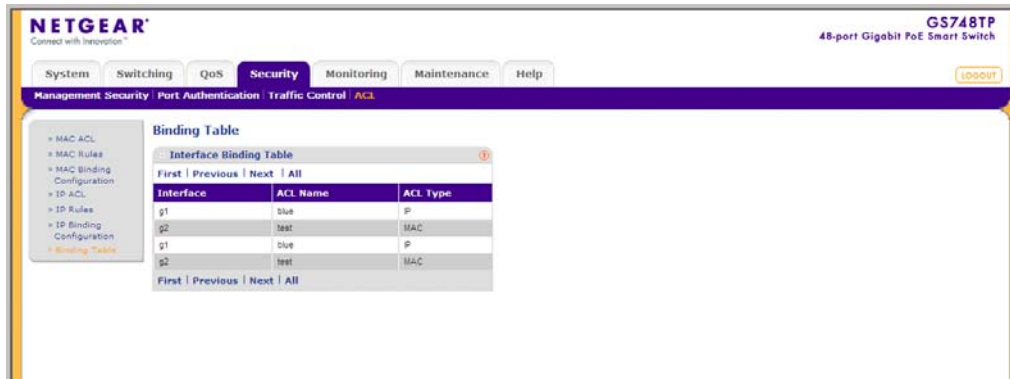 NETGEAR
Connect with Innovation™
GS748TP
48-port Gigabit PoE Smart Switch
System Switching QoS Security Monitoring Maintenance Help
LOGOUT
Management Security | Port Authentication | Traffic Control | ACL
» MAC ACL
» MAC Rules
» MAC Binding
Configuration
» IP ACL
» IP Rules
» IP Binding
Configuration
» Binding Table
Binding Table
Interface Binding Table
First | Previous | Next | All
Interface ACL Name ACL Type
g1 blue IP
g2 test MAC
g1 blue IP
g2 test MAC
First | Previous | Next | All